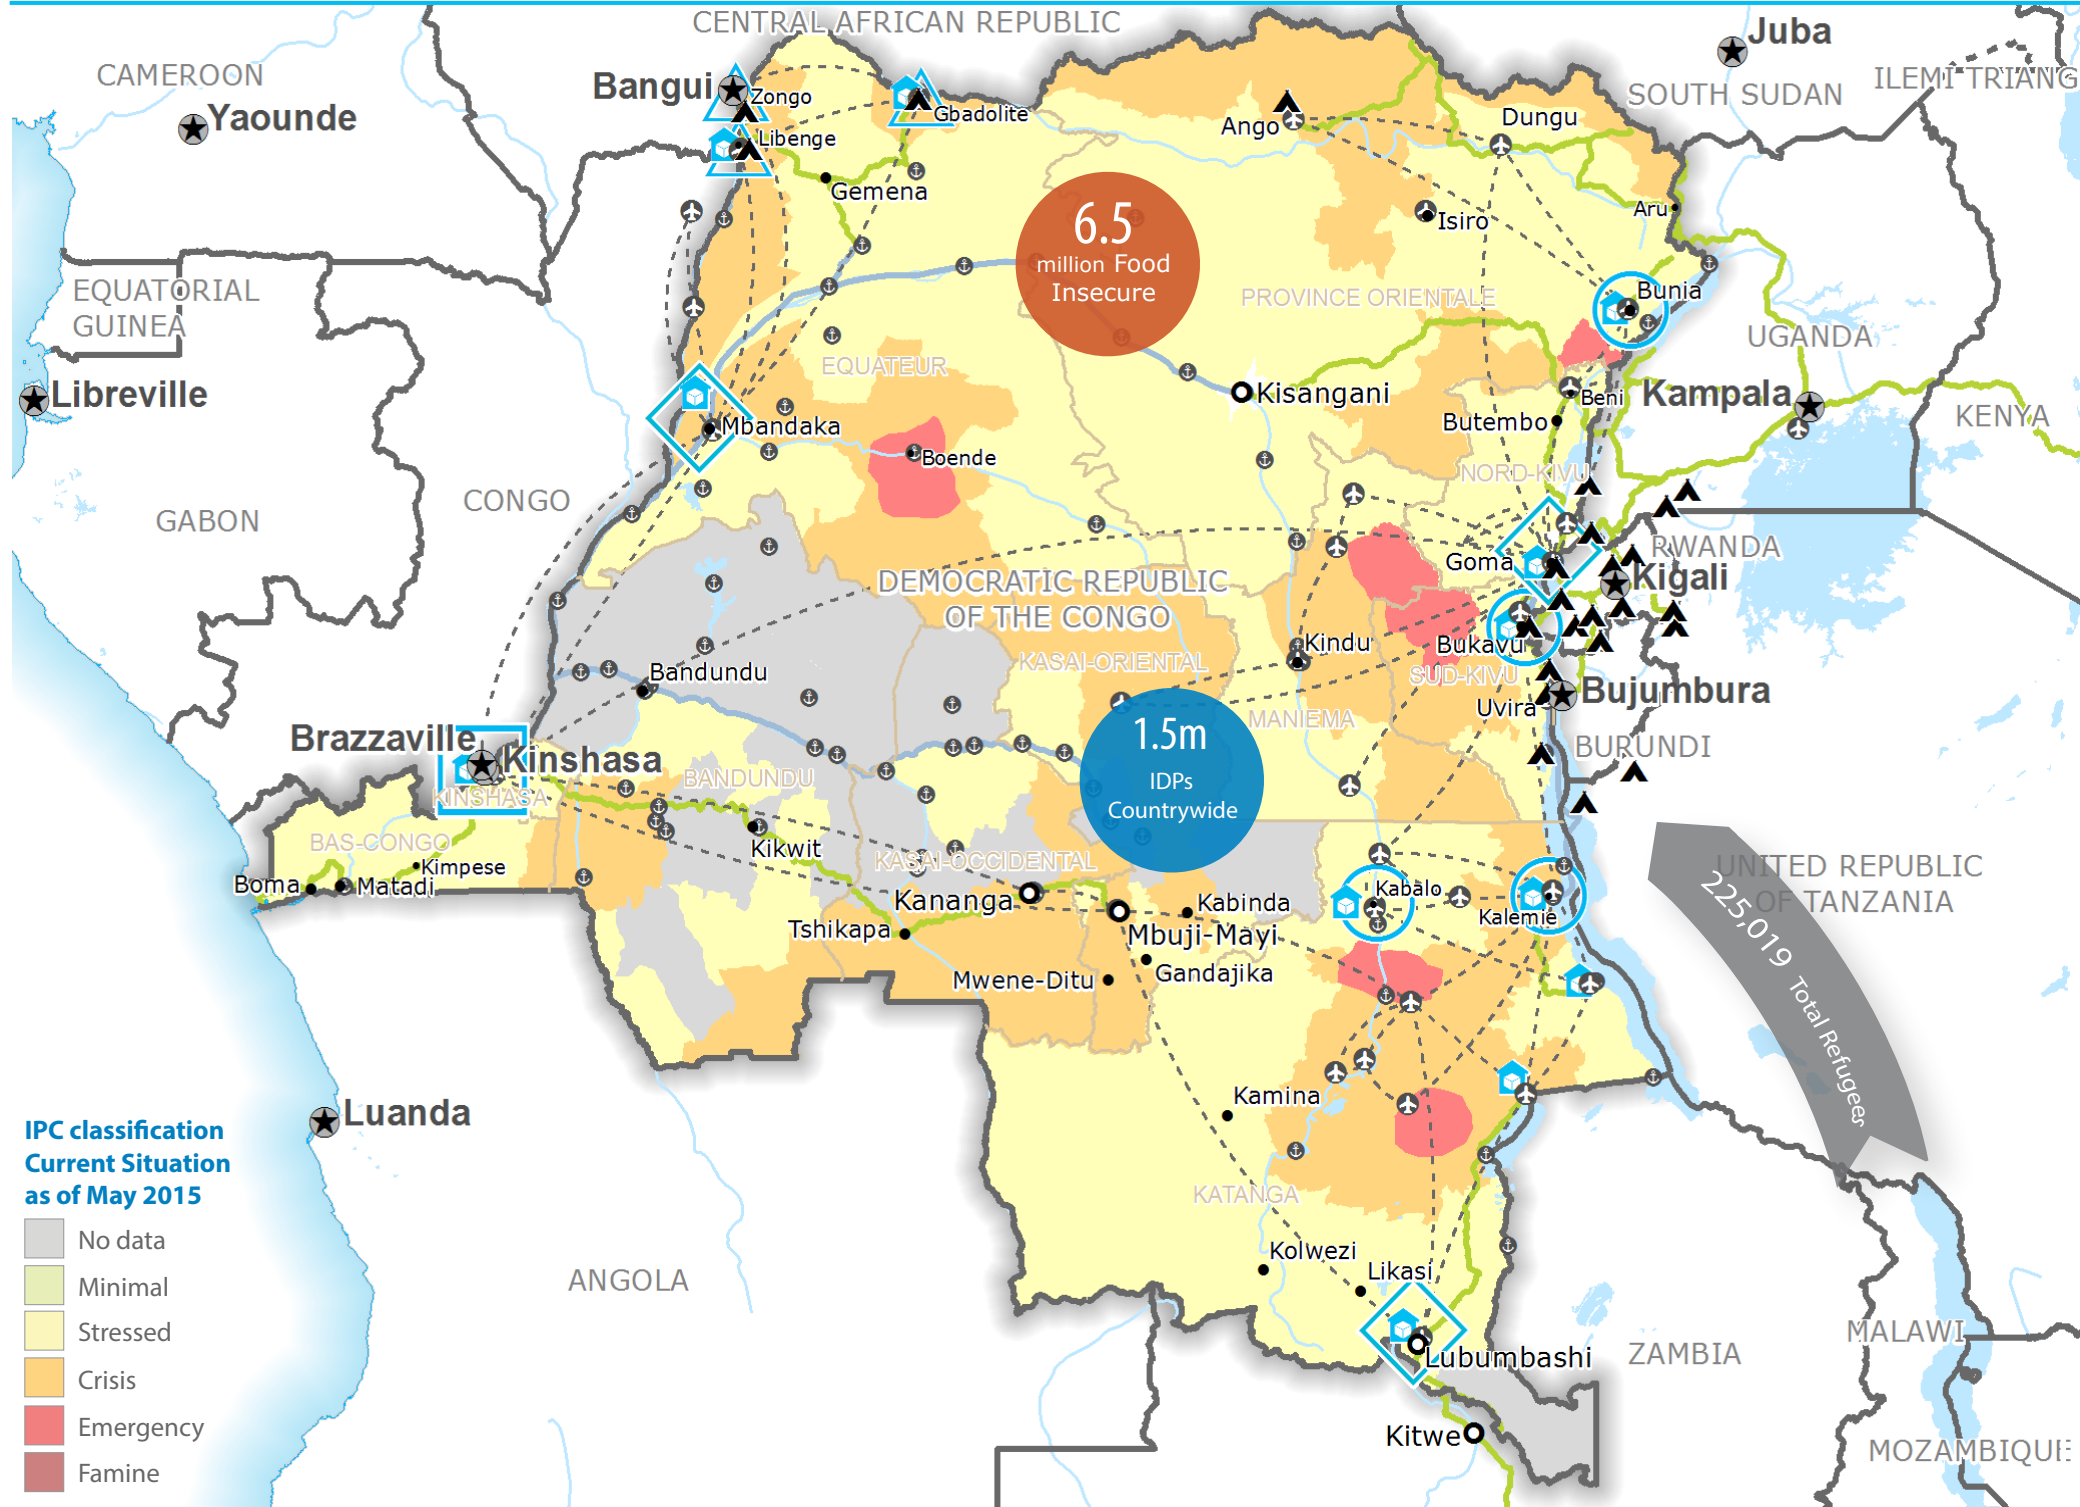 CENTRAL AFRICAN REPUBLIC
Juba
CAMEROON
ILEMI TRIANG
Bangui
Zongo
SOUTH SUDAN
Yaounde
Gbadolite
Ango
Dungu
Libenge
Gemena
6.5
million Food
Insecure
Isiro
Aru
EQUATORIAL
GUINEA
PROVINCE ORIENTALE
Bunia
UGANDA
EQUATEUR
Libreville
Kisangani
Beni
Kampala
Mbandaka
Butembo
KENYA
Boende
NORD-KIVU
CONGO
GABON
RWANDA
Goma
Kigali
DEMOCRATIC REPUBLIC
OF THE CONGO
Kindu
Bukavu
KASAI-ORIENTAL
SUD-KIVU
Bandundu
Bujumbura
Uvira
MANIEMA
1.5m
IDPs
Countrywide
Brazzaville
Kinshasa
BURUNDI
BANDUNDU
KINSHASA
BAS-CONGO
Kikwit
KASAI-OCCIDENTAL
Kimpese
UNITED REPUBLIC
OF TANZANIA
Boma
Matadi
Kananga
Kabinda
Kabalo
Kalemie
225,019 Total Refugees
Tshikapa
Mbuji-Mayi
Gandajika
Mwene-Ditu
Kamina
Luanda
IPC classification
Current Situation
as of May 2015
No data
Minimal
Stressed
Crisis
Emergency
Famine
KATANGA
Kolwezi
Likasi
ANGOLA
Lubumbashi
ZAMBIA
MALAWI
Kitwe
MOZAMBIQUE